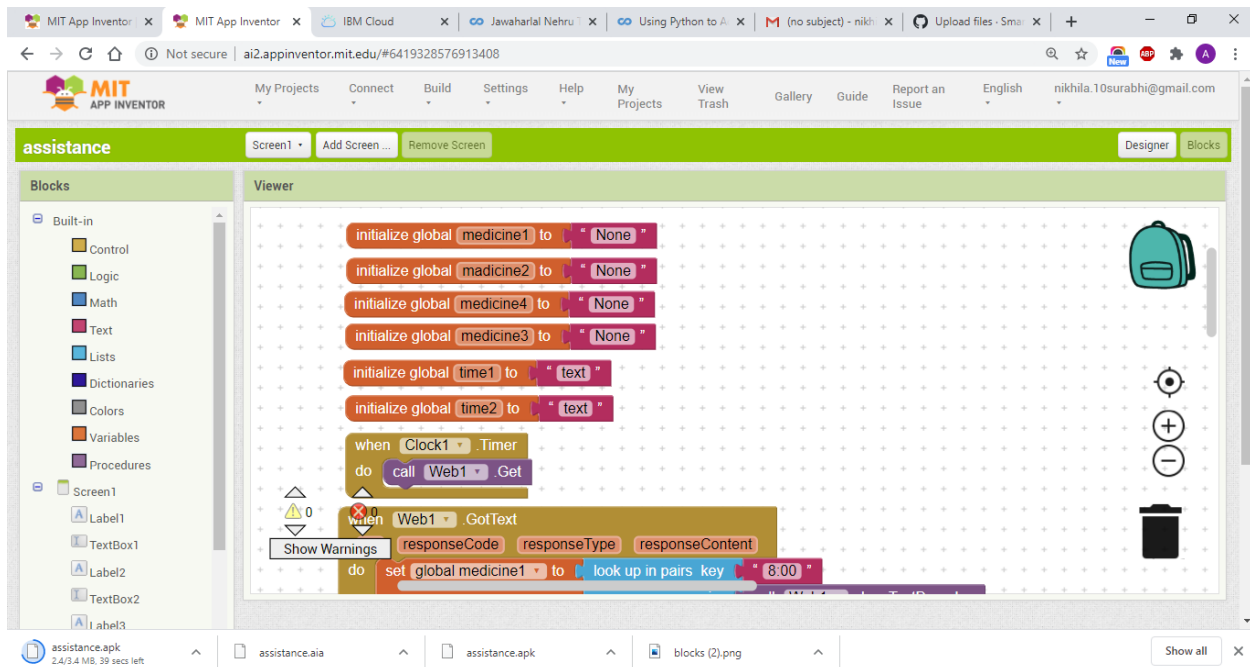 MIT App Inventor
MIT App Inventor
IBM Cloud
Jawaharlal Nehru T
Using Python to A
(no subject) - nikh
Upload files · Smar
Not secure | ai2.appinventor.mit.edu/#6419328576913408
New
ABP
A
MIT
APP INVENTOR
My Projects
Connect
Build
Settings
Help
My Projects
View Trash
Gallery
Guide
Report an Issue
English
nikhila.10surabhi@gmail.com
assistance
Screen1
Add Screen ...
Remove Screen
Designer
Blocks
Blocks
Viewer
Built-in
Control
Logic
Math
Text
Lists
Dictionaries
Colors
Variables
Procedures
Screen1
Label1
TextBox1
Label2
TextBox2
Label3
initialize global medicine1 to " None "
initialize global madicine2 to " None "
initialize global medicine4 to " None "
initialize global medicine3 to " None "
initialize global time1 to " text "
initialize global time2 to " text "
when Clock1 .Timer
do call Web1 .Get
when Web1 .GotText
responseCode responseType responseContent
do set global medicine1 to look up in pairs key " 8:00 "
0
0
Show Warnings
assistance.apk
2.4/3.4 MB, 39 secs left
assistance.aia
assistance.apk
blocks (2).png
Show all